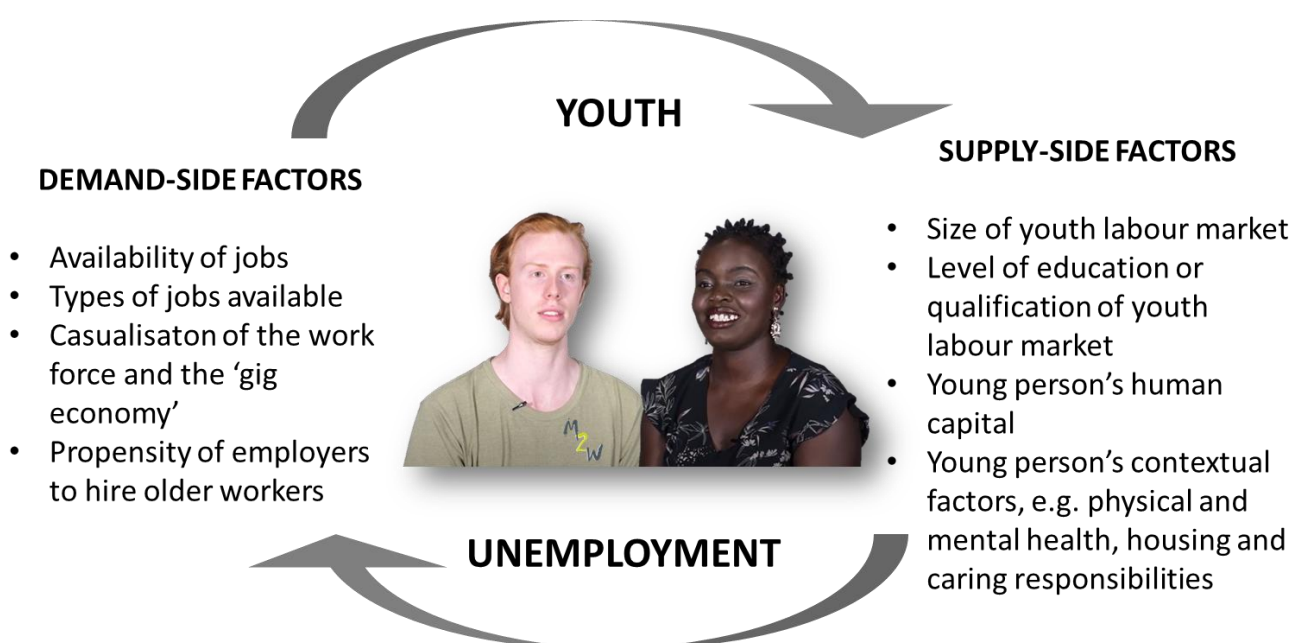 YOUTH
DEMAND-SIDE FACTORS
• Availability of jobs
• Types of jobs available
• Casualisaton of the work
force and the ‘gig
economy’
• Propensity of employers
to hire older workers
M2W
UNEMPLOYMENT
SUPPLY-SIDE FACTORS
• Size of youth labour market
• Level of education or
qualification of youth
labour market
• Young person’s human
capital
• Young person’s contextual
factors, e.g. physical and
mental health, housing and
caring responsibilities